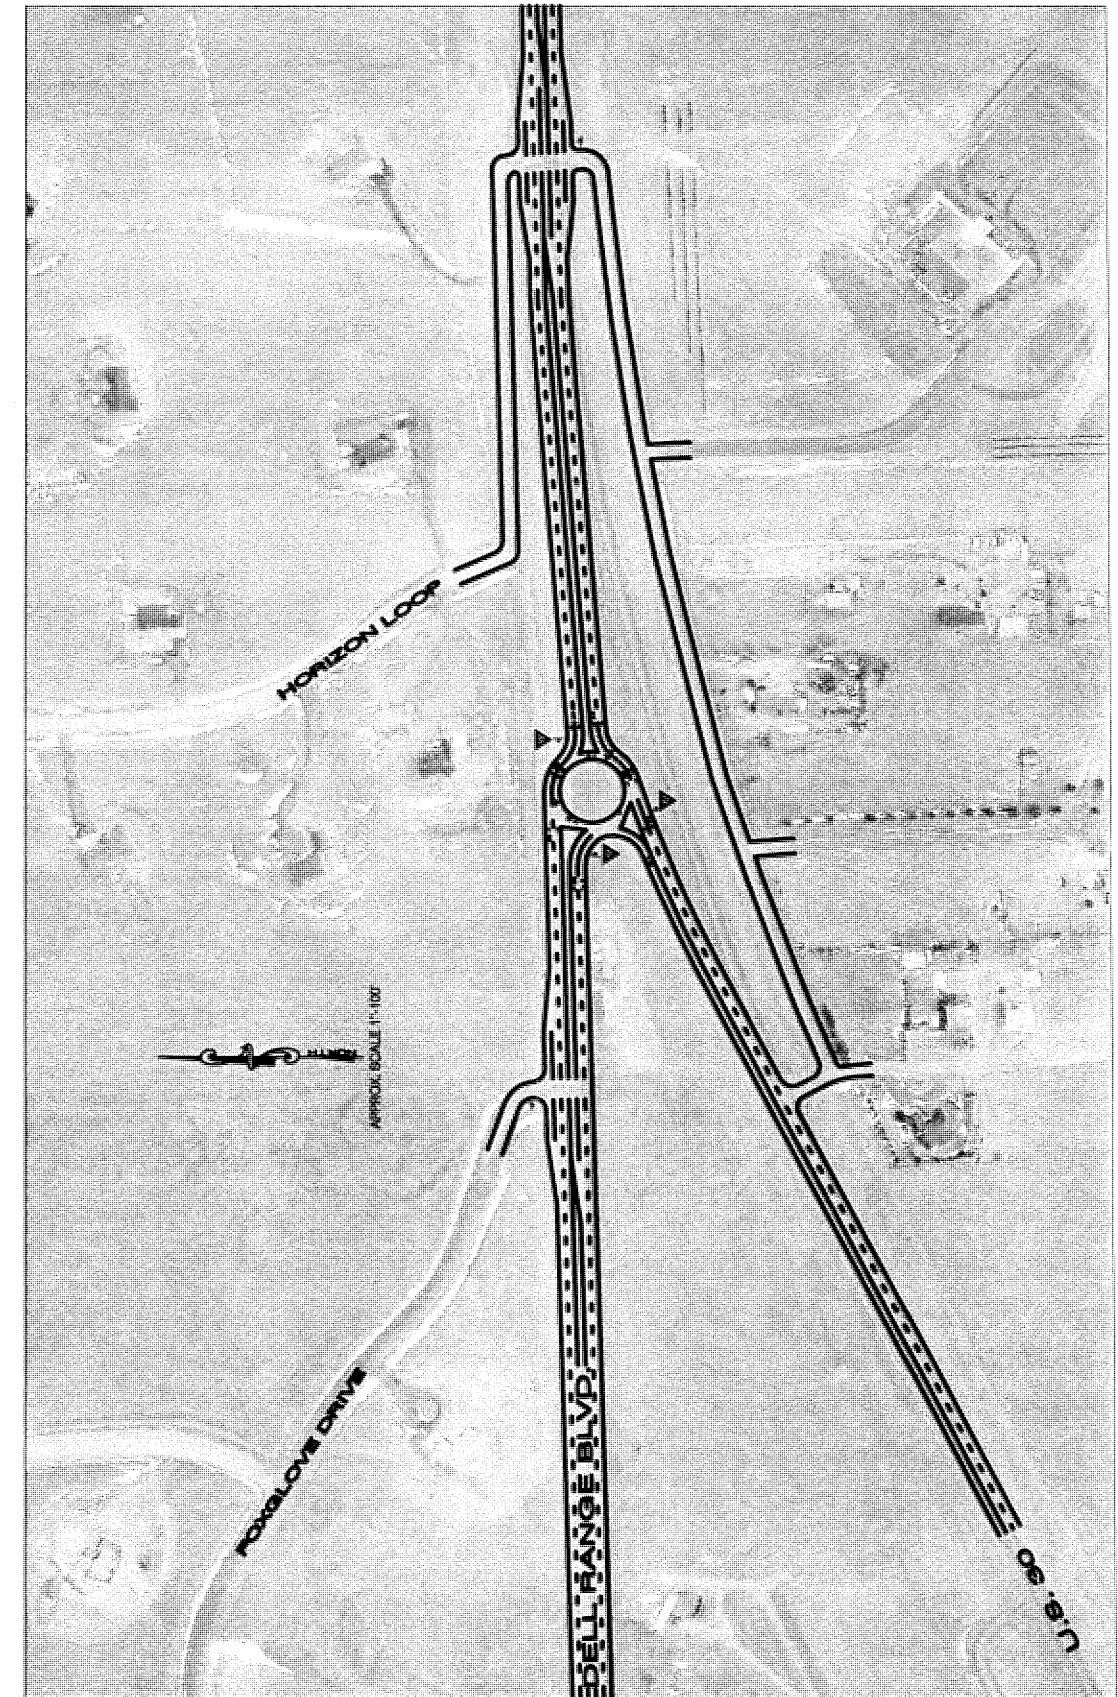 HORIZON LOOP
APPROX. SCALE 1"=100'
FOXGLOVE DRIVE
DELL RANGE BLVD.
U.S. 30